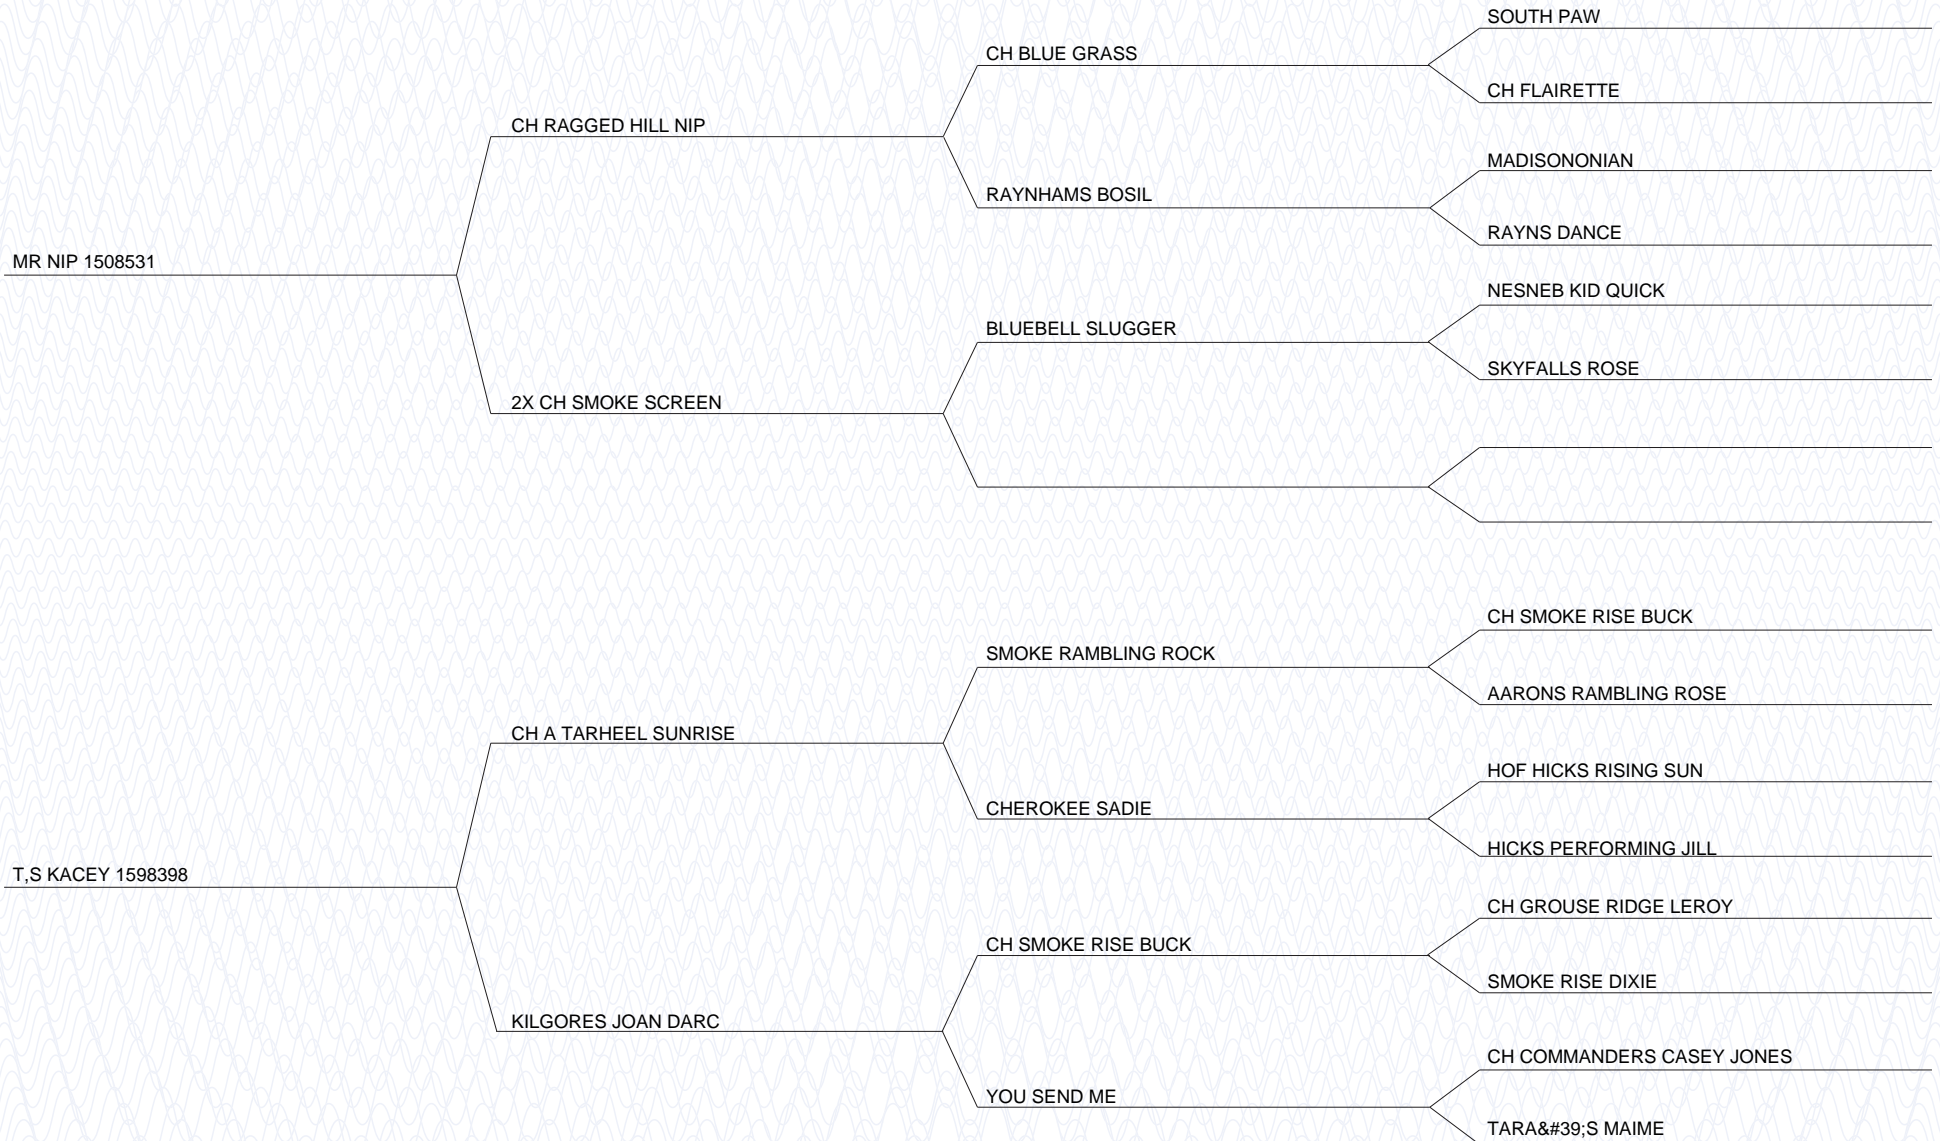 SOUTH PAW
CH BLUE GRASS
CH FLAIRETTE
CH RAGGED HILL NIP
MADISONONIAN
RAYNHAMS BOSIL
RAYNS DANCE
MR NIP 1508531
NESNEB KID QUICK
BLUEBELL SLUGGER
SKYFALLS ROSE
2X CH SMOKE SCREEN
CH SMOKE RISE BUCK
SMOKE RAMBLING ROCK
AARONS RAMBLING ROSE
CH A TARHEEL SUNRISE
HOF HICKS RISING SUN
CHEROKEE SADIE
HICKS PERFORMING JILL
T,S KACEY 1598398
CH GROUSE RIDGE LEROY
CH SMOKE RISE BUCK
SMOKE RISE DIXIE
KILGORES JOAN DARC
CH COMMANDERS CASEY JONES
YOU SEND ME
TARA&#39;S MAIME